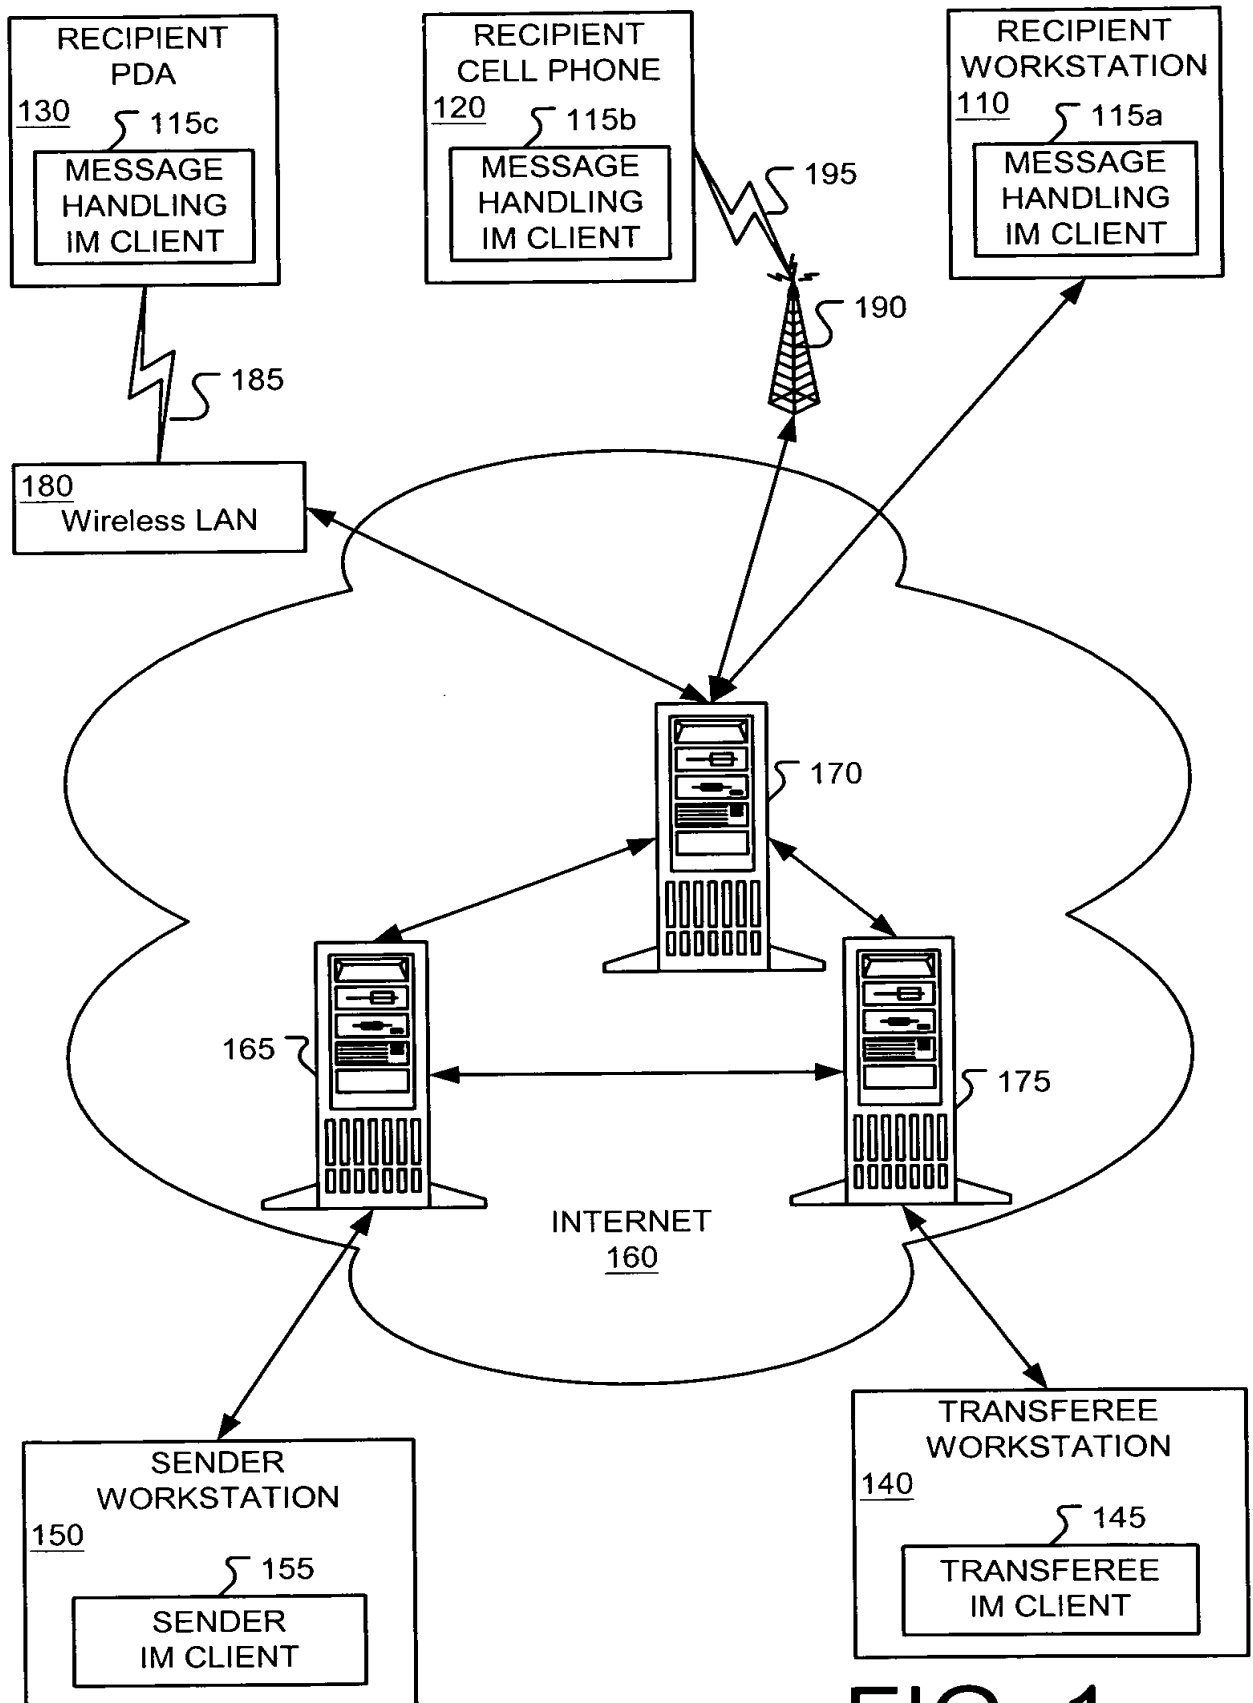 RECIPIENT
PDA
130
115c
MESSAGE
HANDLING
IM CLIENT
RECIPIENT
CELL PHONE
120
115b
MESSAGE
HANDLING
IM CLIENT
RECIPIENT
WORKSTATION
110
115a
MESSAGE
HANDLING
IM CLIENT
195
190
185
180
Wireless LAN
170
165
175
INTERNET
160
SENDER
WORKSTATION
150
155
SENDER
IM CLIENT
TRANSFEREE
WORKSTATION
140
145
TRANSFEREE
IM CLIENT
FIG. 1